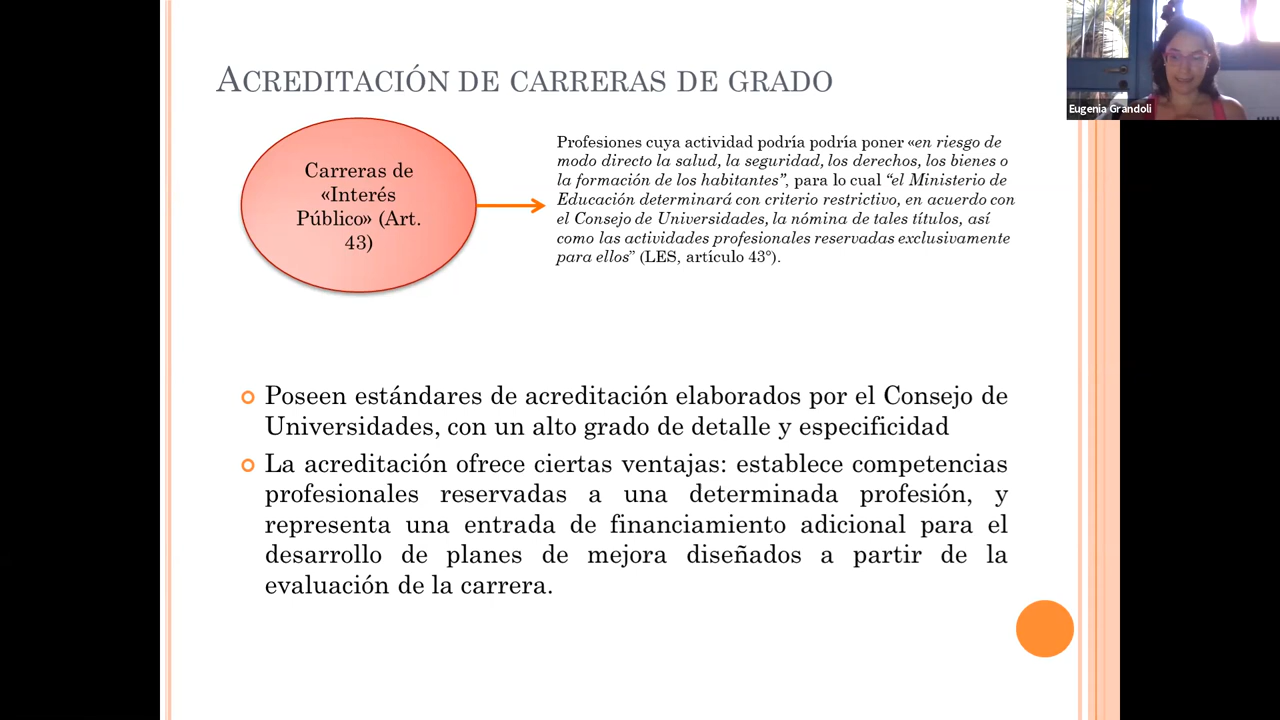 ACREDITACIÓN DE CARRERAS DE GRADO
Carreras de
«Interés
Público» (Art.
43)
Profesiones cuya actividad podría podría poner «en riesgo de
modo directo la salud, la seguridad, los derechos, los bienes o
la formación de los habitantes”, para lo cual “el Ministerio de
Educación determinará con criterio restrictivo, en acuerdo con
el Consejo de Universidades, la nómina de tales títulos, así
como las actividades profesionales reservadas exclusivamente
para ellos” (LES, artículo 43°).
Poseen estándares de acreditación elaborados por el Consejo de
Universidades, con un alto grado de detalle y especificidad
La acreditación ofrece ciertas ventajas: establece competencias
profesionales reservadas a una determinada profesión, y
representa una entrada de financiamiento adicional para el
desarrollo de planes de mejora diseñados a partir de la
evaluación de la carrera.
Eugenia Grandoli